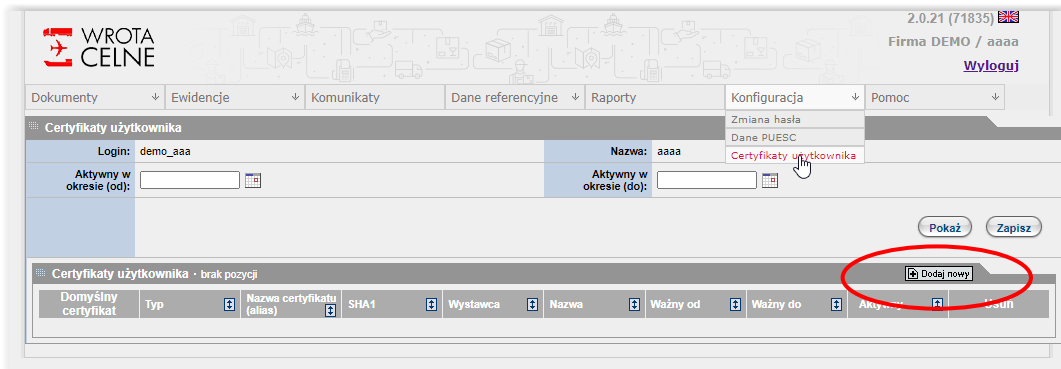 2.0.21 (71835)
WROTA
CELNE
Firma DEMO / aaaa
Wyloguj
Dokumenty Ewidencje Komunikaty Dane referencyjne Raporty Konfiguracja Pomoc
Zmiana hasła
Dane PUESC
Certyfikaty użytkownika
Certyfikaty użytkownika
Login: demo_aaa Nazwa: aaaa
Aktywny w
okresie (od):
Aktywny w
okresie (do):
Pokaż Zapisz
Certyfikaty użytkownika - brak pozycji Dodaj nowy
Domyślny
certyfikat
Typ
Nazwa certyfikatu
(alias)
SHA1 Wystawca Nazwa Ważny od Ważny do Aktywny Usuń